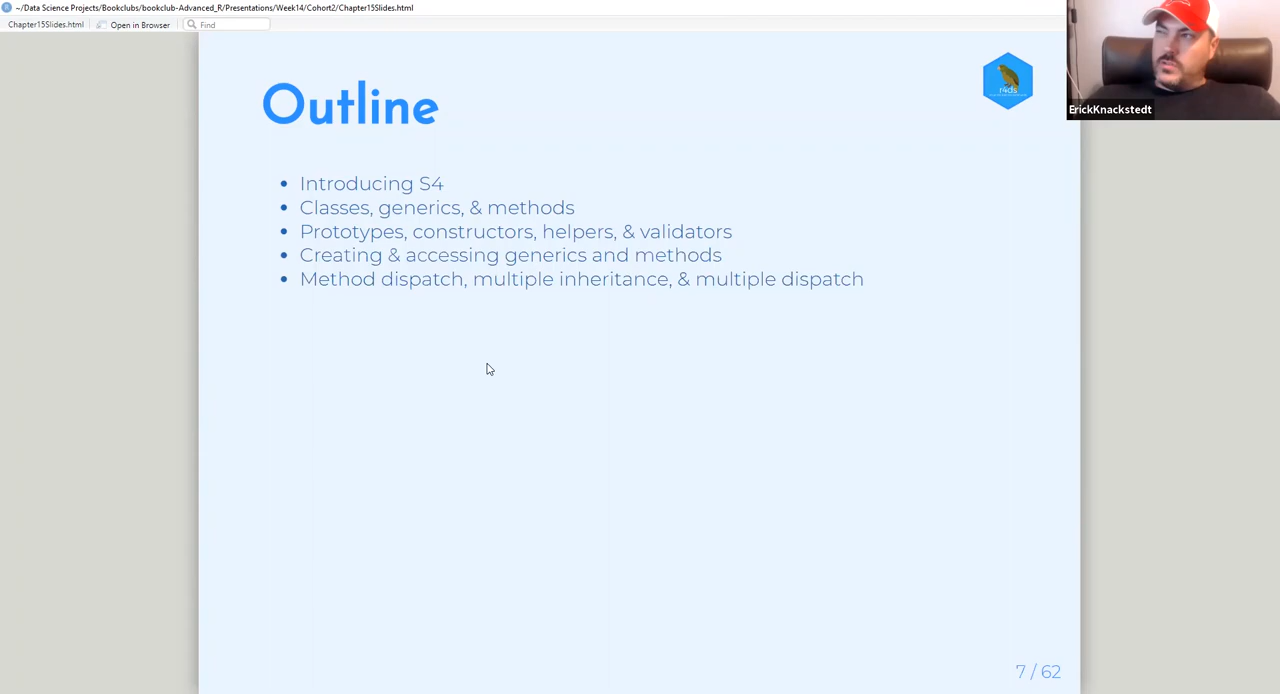 ~/Data Science Projects/Bookclubs/bookclub-Advanced_R/Presentations/Week14/Cohort2/Chapter15Slides.html
Chapter15Slides.html
Open in Browser
Find
ErickKnackstedt
Outline
r4ds
• Introducing S4
• Classes, generics, & methods
• Prototypes, constructors, helpers, & validators
• Creating & accessing generics and methods
• Method dispatch, multiple inheritance, & multiple dispatch
7 / 62